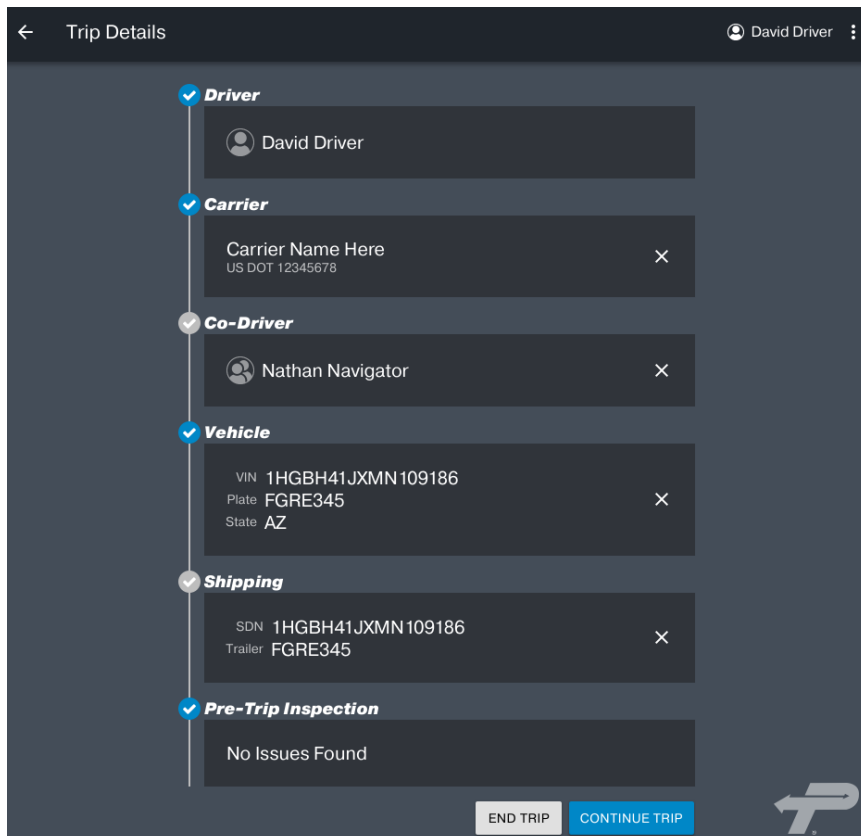 Trip Details
David Driver
Driver
David Driver
Carrier
Carrier Name Here
US DOT 12345678
Co-Driver
Nathan Navigator
Vehicle
VIN 1HGBH41JXMN109186
Plate FGRE345
State AZ
Shipping
SDN 1HGBH41JXMN109186
Trailer FGRE345
Pre-Trip Inspection
No Issues Found
END TRIP CONTINUE TRIP